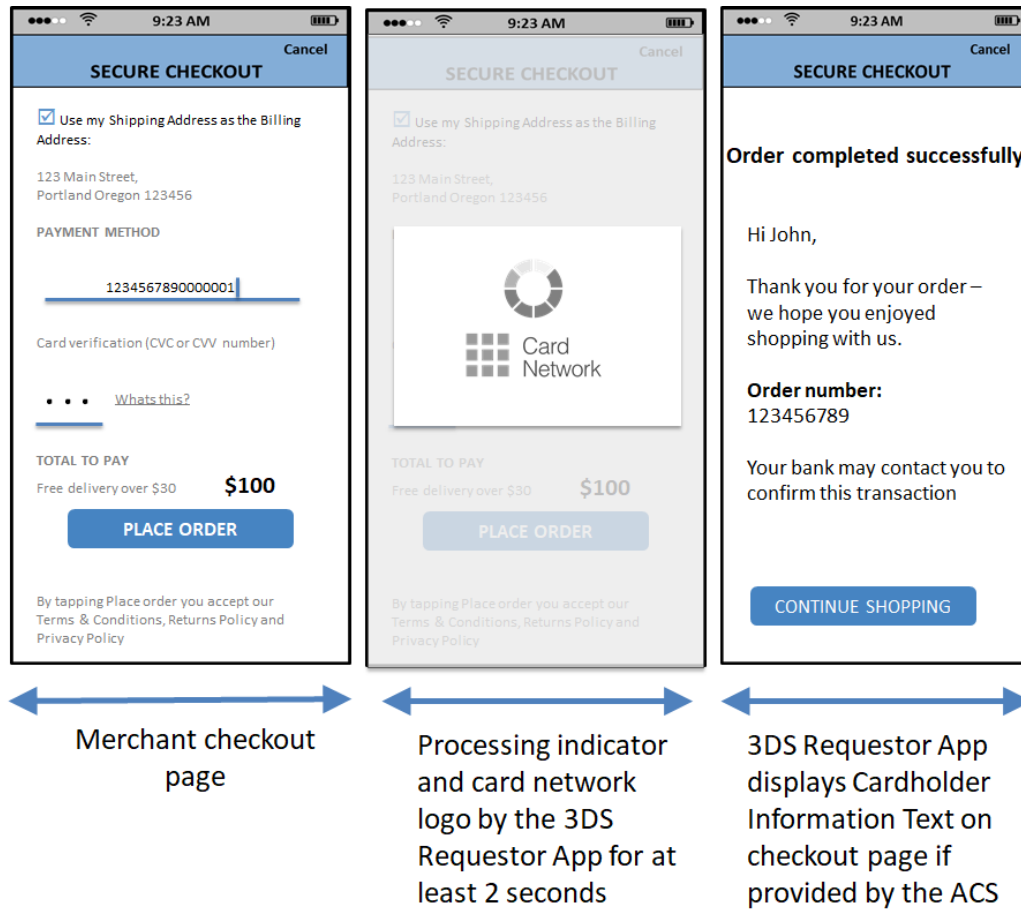 9:23 AM
Cancel
SECURE CHECKOUT
Use my Shipping Address as the Billing
Address:
123 Main Street,
Portland Oregon 123456
PAYMENT METHOD
1234567890000001
Card verification (CVC or CVV number)
Whats this?
TOTAL TO PAY
Free delivery over $30 $100
PLACE ORDER
By tapping Place order you accept our
Terms & Conditions, Returns Policy and
Privacy Policy
Merchant checkout
page
9:23 AM
Cancel
SECURE CHECKOUT
Use my Shipping Address as the Billing
Address:
123 Main Street,
Portland Oregon 123456
Card
Network
TOTAL TO PAY
Free delivery over $30 $100
PLACE ORDER
By tapping Place order you accept our
Terms & Conditions, Returns Policy and
Privacy Policy
Processing indicator
and card network
logo by the 3DS
Requestor App for at
least 2 seconds
9:23 AM
Cancel
SECURE CHECKOUT
Order completed successfully
Hi John,
Thank you for your order –
we hope you enjoyed
shopping with us.
Order number:
123456789
Your bank may contact you to
confirm this transaction
CONTINUE SHOPPING
3DS Requestor App
displays Cardholder
Information Text on
checkout page if
provided by the ACS